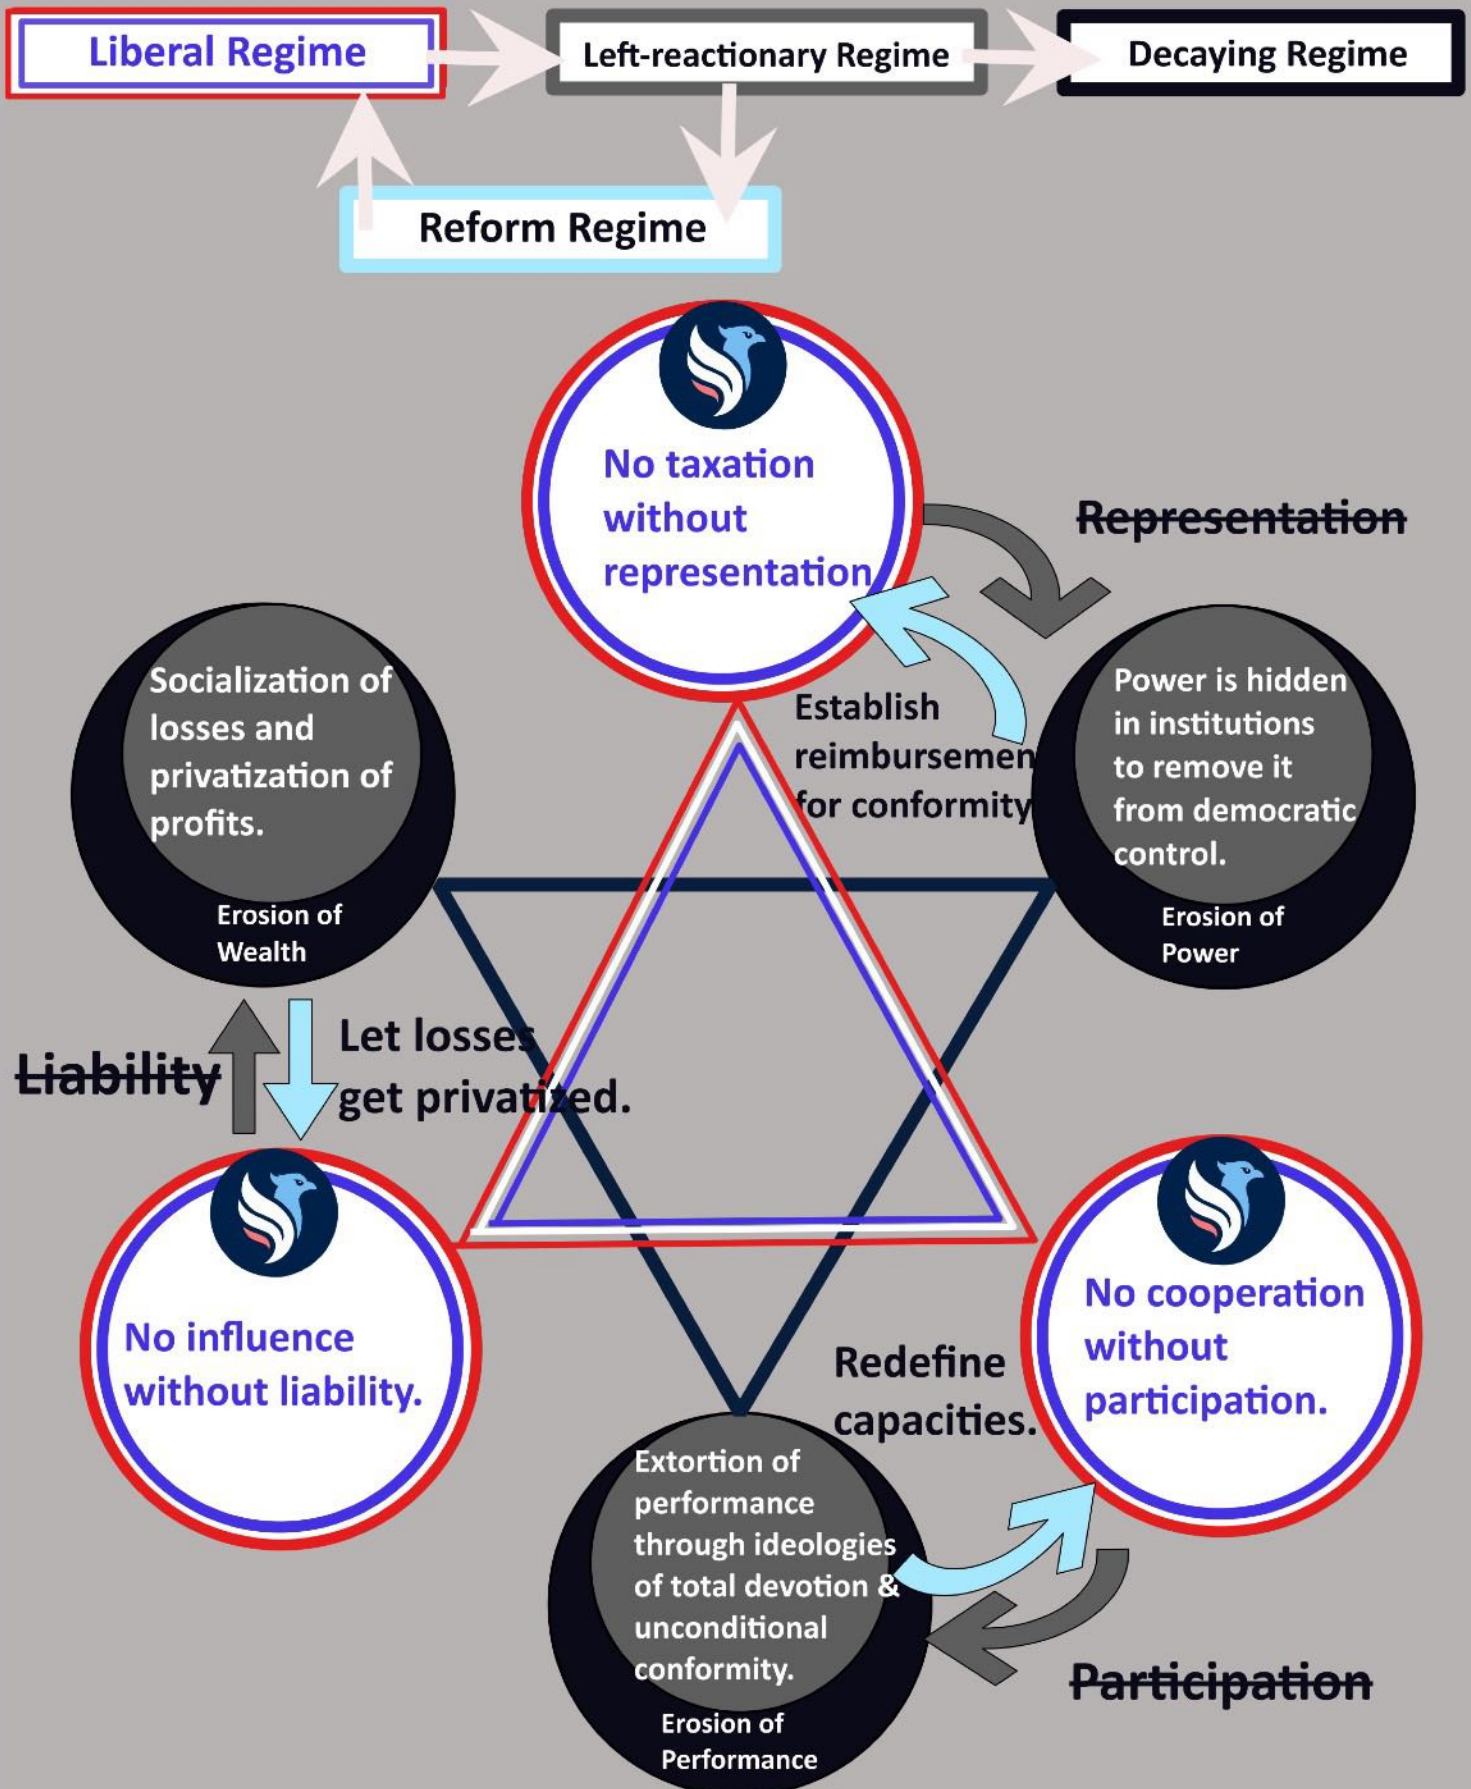 Liberal Regime
Left-reactionary Regime
Decaying Regime
Reform Regime
No taxation
without
representation
Representation
Socialization of
losses and
privatization of
profits.
Erosion of
Wealth
Establish
reimbursemen
for conformity
Power is hidden
in institutions
to remove it
from democratic
control.
Erosion of
Power
Liability
Let losses
get privatized.
No influence
without liability.
Redefine
capacities.
No cooperation
without
participation.
Extortion of
performance
through ideologies
of total devotion &
unconditional
conformity.
Erosion of
Performance
Participation